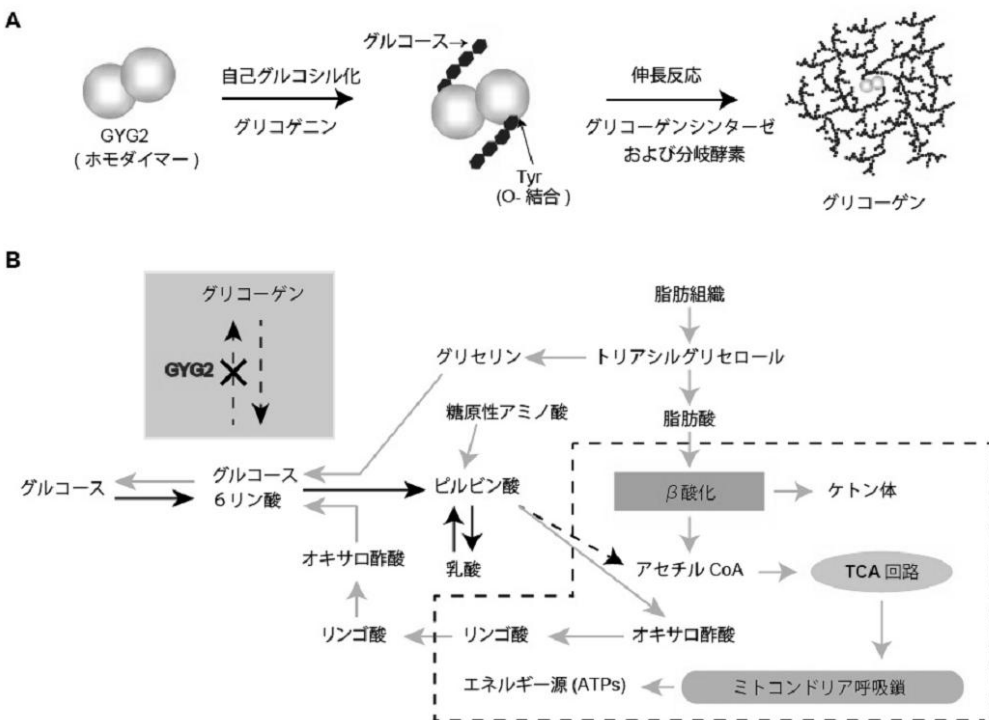 A
GYG2
( ホモダイマー )
自己グルコシル化
グリコゲニン
グルコース
Tyr
(O- 結合 )
伸長反応
グリコーゲンシンターゼ
および分岐酵素
グリコーゲン
B
グリコーゲン
GYG2
脂肪組織
グリセリン
トリアシルグリセロール
糖原性アミノ酸
脂肪酸
グルコース
グルコース
6リン酸
ピルビン酸
β酸化
ケトン体
オキサロ酢酸
乳酸
アセチル CoA
TCA 回路
リンゴ酸
リンゴ酸
オキサロ酢酸
エネルギー源 (ATPs)
ミトコンドリア呼吸鎖